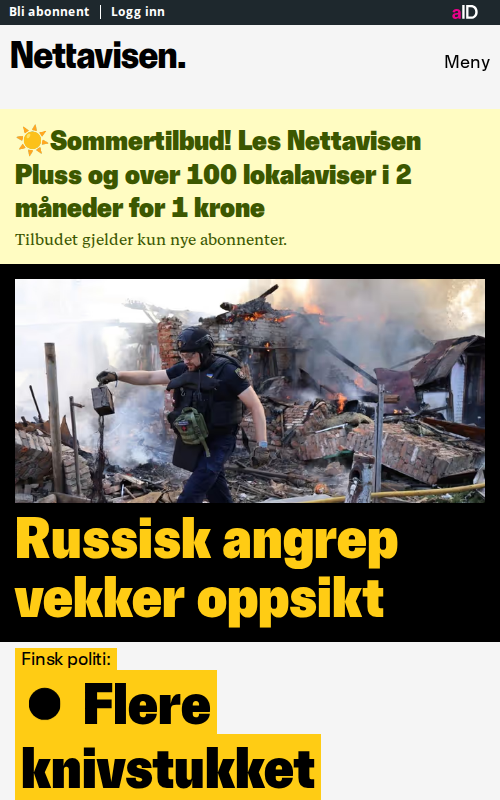 Bli abonnent | Logg inn
aID
Nettavisen.
Meny
☀️Sommertilbud! Les Nettavisen
Pluss og over 100 lokalaviser i 2
måneder for 1 krone
Tilbudet gjelder kun nye abonnenter.
Russisk angrep
vekker oppsikt
Finsk politi:
● Flere
knivstukket